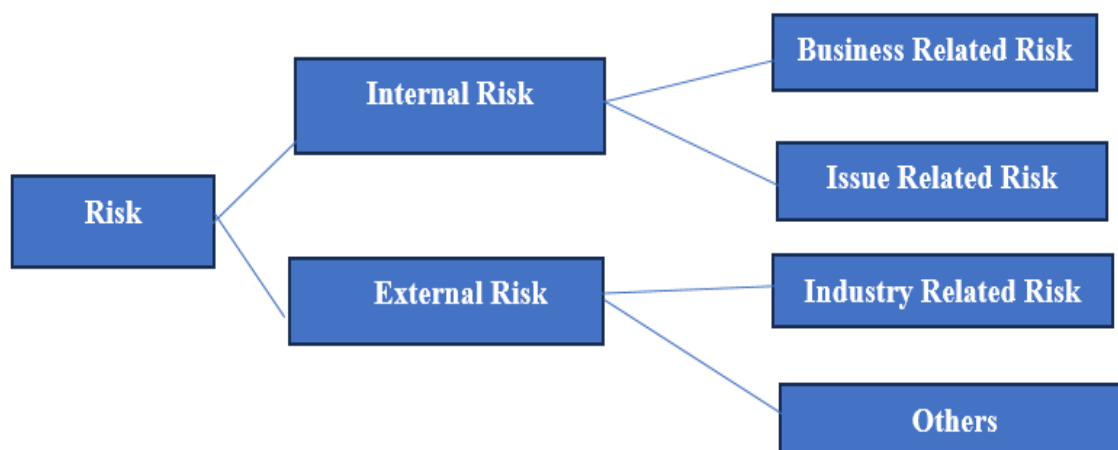 Business Related Risk
Internal Risk
Issue Related Risk
Risk
External Risk
Industry Related Risk
Others